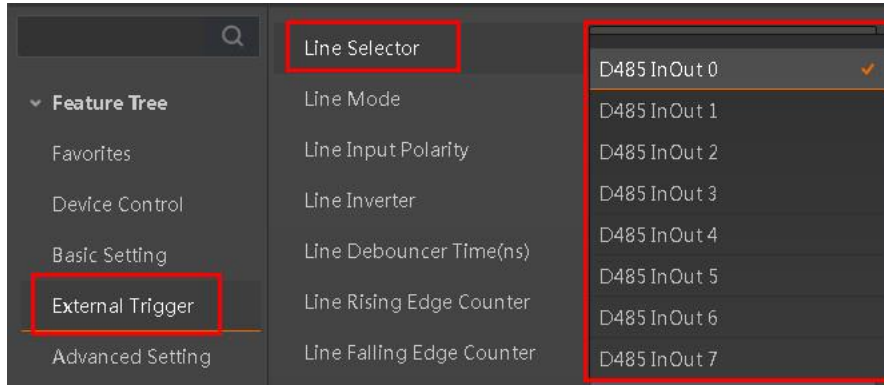 Feature Tree
Favorites
Device Control
Basic Setting
External Trigger
Advanced Setting
Line Selector
Line Mode
Line Input Polarity
Line Inverter
Line Debouncer Time(ns)
Line Rising Edge Counter
Line Falling Edge Counter
D485 InOut 0
D485 InOut 1
D485 InOut 2
D485 InOut 3
D485 InOut 4
D485 InOut 5
D485 InOut 6
D485 InOut 7